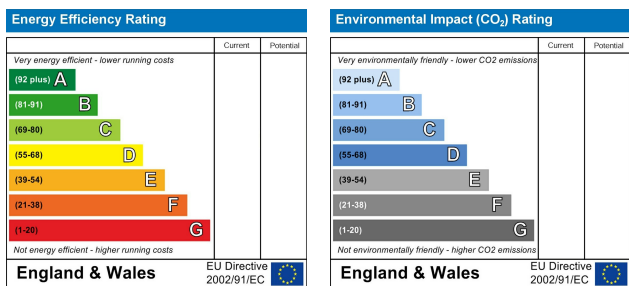 Energy Efficiency Rating
Current Potential
Very energy efficient - lower running costs
(92 plus) A
(81-91) B
(69-80) C
(55-68) D
(39-54) E
(21-38) F
(1-20) G
Not energy efficient - higher running costs
England & Wales
EU Directive
2002/91/EC
Environmental Impact (CO₂) Rating
Current Potential
Very environmentally friendly - lower CO2 emissions
(92 plus) A
(81-91) B
(69-80) C
(55-68) D
(39-54) E
(21-38) F
(1-20) G
Not environmentally friendly - higher CO2 emissions
England & Wales
EU Directive
2002/91/EC